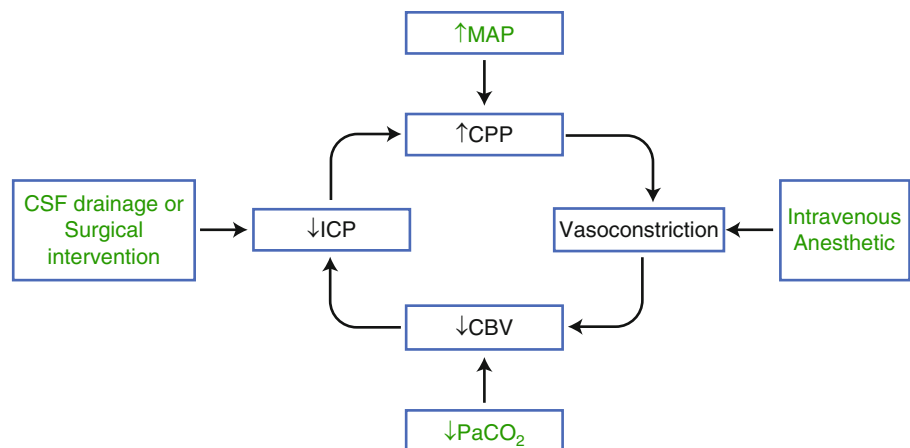 ↑MAP
↑CPP
CSF drainage or
Surgical
intervention
↓ICP
Vasoconstriction
Intravenous
Anesthetic
↓CBV
↓PaCO₂